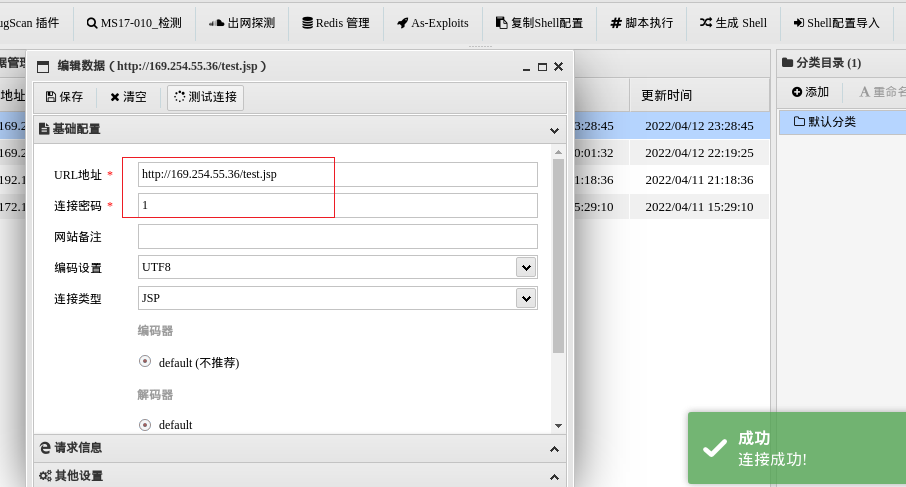 ugScan 插件 MS17-010_检测 出网探测 Redis 管理 As-Exploits 复制Shell配置 脚本执行 生成 Shell Shell配置导入
据管理
编辑数据 ( http://169.254.55.36/test.jsp )
分类目录 (1)
地址
保存 清空 测试连接
更新时间
添加 重命名
基础配置
169.2
3:28:45 2022/04/12 23:28:45
默认分类
169.2
0:01:32 2022/04/12 22:19:25
192.1
1:18:36 2022/04/11 21:18:36
172.1
5:29:10 2022/04/11 15:29:10
URL地址 * http://169.254.55.36/test.jsp
连接密码 * 1
网站备注
编码设置 UTF8
连接类型 JSP
编码器
default (不推荐)
解码器
default
请求信息
其他设置
成功
连接成功!